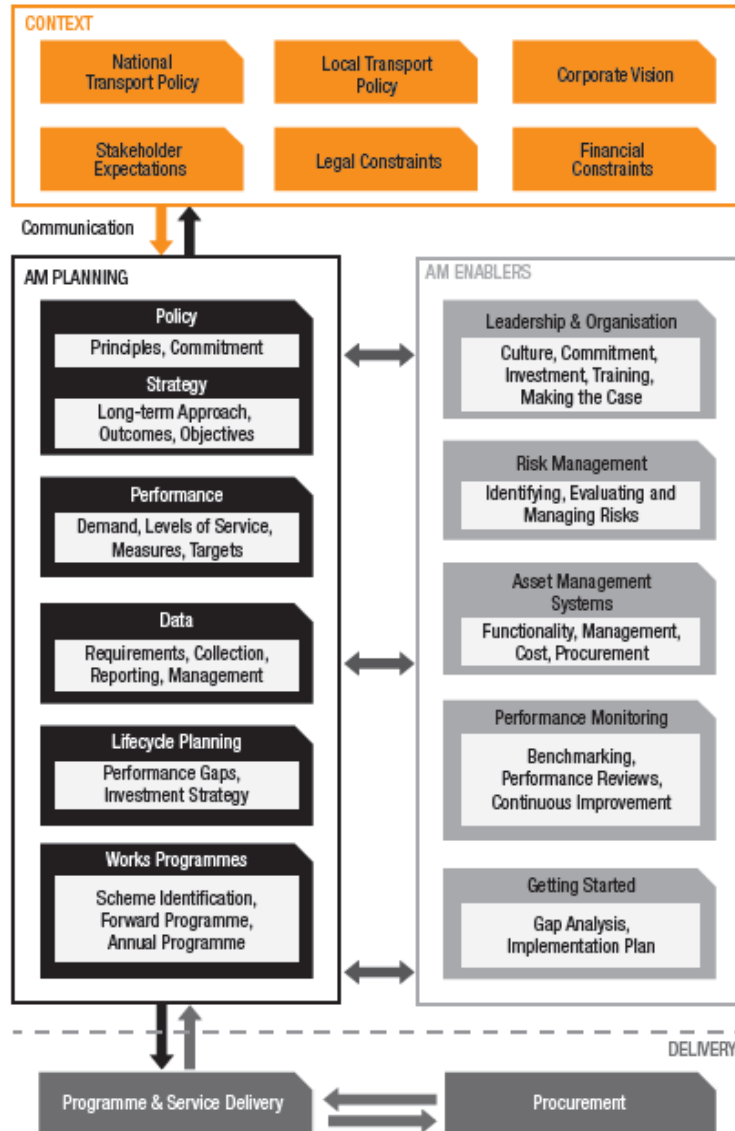 CONTEXT
National
Transport Policy
Local Transport
Policy
Corporate Vision
Stakeholder
Expectations
Legal Constraints
Financial
Constraints
Communication
AM PLANNING
Policy
Principles, Commitment
Strategy
Long-term Approach,
Outcomes, Objectives
Performance
Demand, Levels of Service,
Measures, Targets
Data
Requirements, Collection,
Reporting, Management
Lifecycle Planning
Performance Gaps,
Investment Strategy
Works Programmes
Scheme Identification,
Forward Programme,
Annual Programme
AM ENABLERS
Leadership & Organisation
Culture, Commitment,
Investment, Training,
Making the Case
Risk Management
Identifying, Evaluating and
Managing Risks
Asset Management
Systems
Functionality, Management,
Cost, Procurement
Performance Monitoring
Benchmarking,
Performance Reviews,
Continuous Improvement
Getting Started
Gap Analysis,
Implementation Plan
DELIVERY
Programme & Service Delivery
Procurement